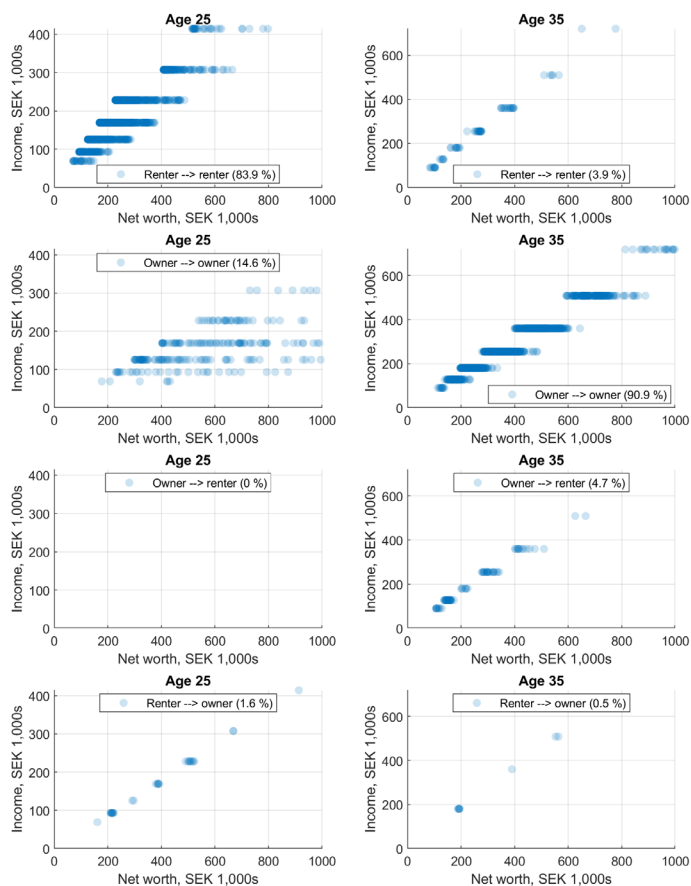 Age 25
Income, SEK 1,000s
400
300
200
100
0
Renter --> renter (83.9 %)
0 200 400 600 800 1000
Net worth, SEK 1,000s
Age 35
Income, SEK 1,000s
600
400
200
0
Renter --> renter (3.9 %)
0 200 400 600 800 1000
Net worth, SEK 1,000s
Age 25
Income, SEK 1,000s
400
300
200
100
0
Owner --> owner (14.6 %)
0 200 400 600 800 1000
Net worth, SEK 1,000s
Age 35
Income, SEK 1,000s
600
400
200
0
Owner --> owner (90.9 %)
0 200 400 600 800 1000
Net worth, SEK 1,000s
Age 25
Income, SEK 1,000s
400
300
200
100
0
Owner --> renter (0 %)
0 200 400 600 800 1000
Net worth, SEK 1,000s
Age 35
Income, SEK 1,000s
600
400
200
0
Owner --> renter (4.7 %)
0 200 400 600 800 1000
Net worth, SEK 1,000s
Age 25
Income, SEK 1,000s
400
300
200
100
0
Renter --> owner (1.6 %)
0 200 400 600 800 1000
Net worth, SEK 1,000s
Age 35
Income, SEK 1,000s
600
400
200
0
Renter --> owner (0.5 %)
0 200 400 600 800 1000
Net worth, SEK 1,000s